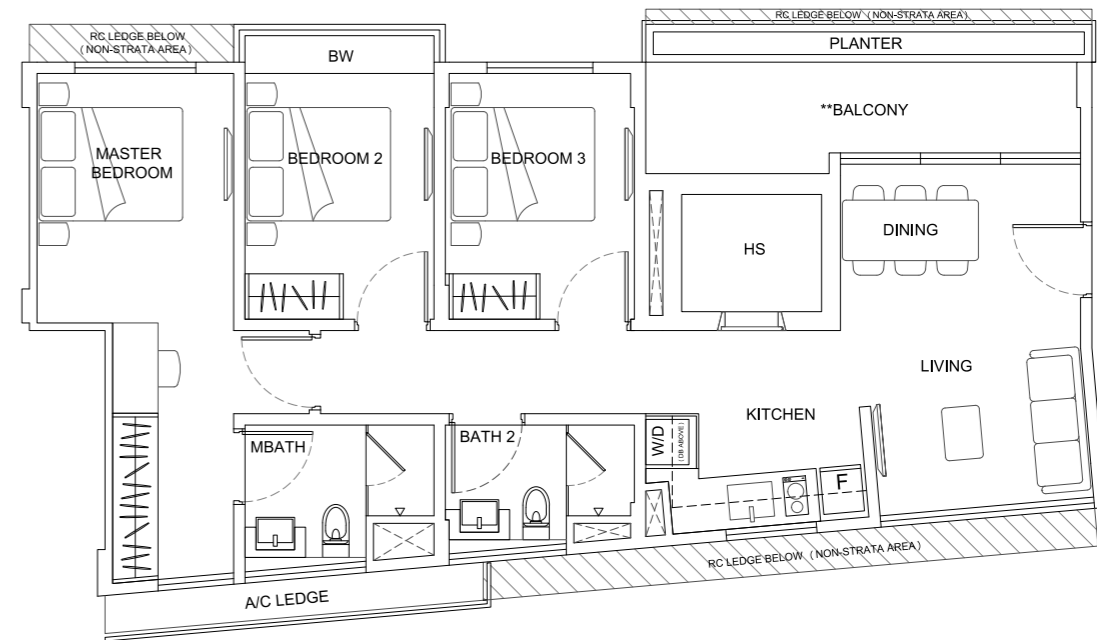 RC LEDGE BELOW
( NON-STRATA AREA )
BW
RC LEDGE BELOW ( NON-STRATA AREA )
PLANTER
**BALCONY
MASTER
BEDROOM
BEDROOM 2
BEDROOM 3
HS
DINING
LIVING
KITCHEN
MBATH
BATH 2
W/D
( DB ABOVE )
F
RC LEDGE BELOW ( NON-STRATA AREA )
A/C LEDGE